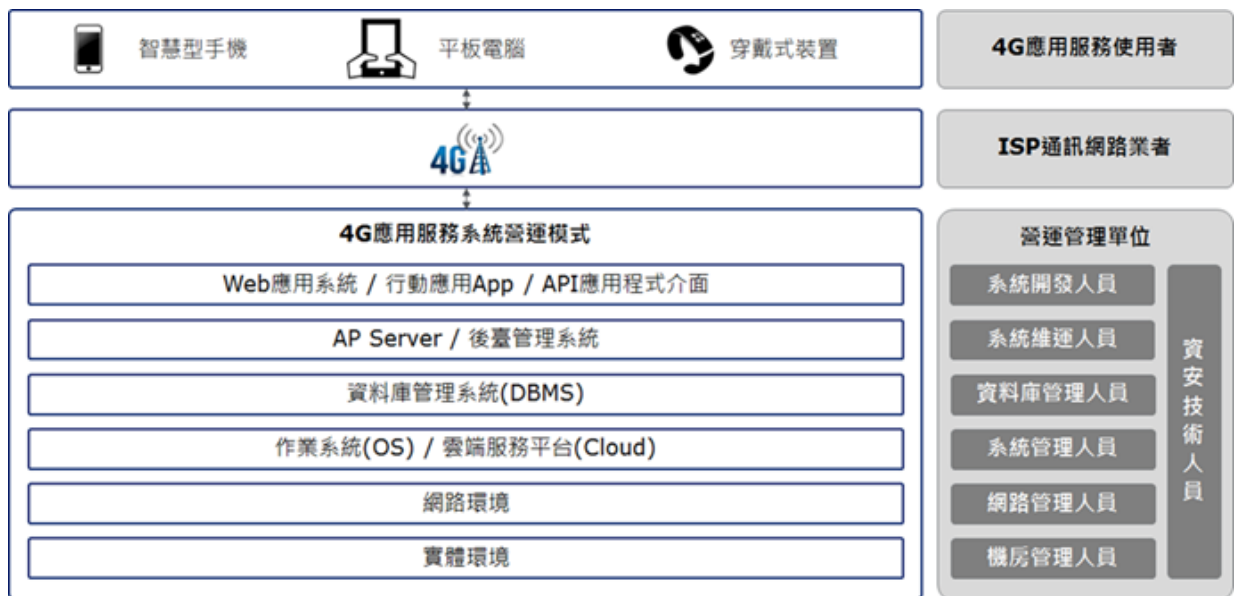 智慧型手機 平板電腦 穿戴式裝置 4G應用服務使用者
4G ISP通訊網路業者
4G應用服務系統營運模式 營運管理單位
Web應用系統 / 行動應用App / API應用程式介面 系統開發人員
AP Server / 後臺管理系統 系統維運人員
資料庫管理系統(DBMS) 資料庫管理人員
作業系統(OS) / 雲端服務平台(Cloud) 系統管理人員
網路環境 網路管理人員
實體環境 機房管理人員
資安技術人員